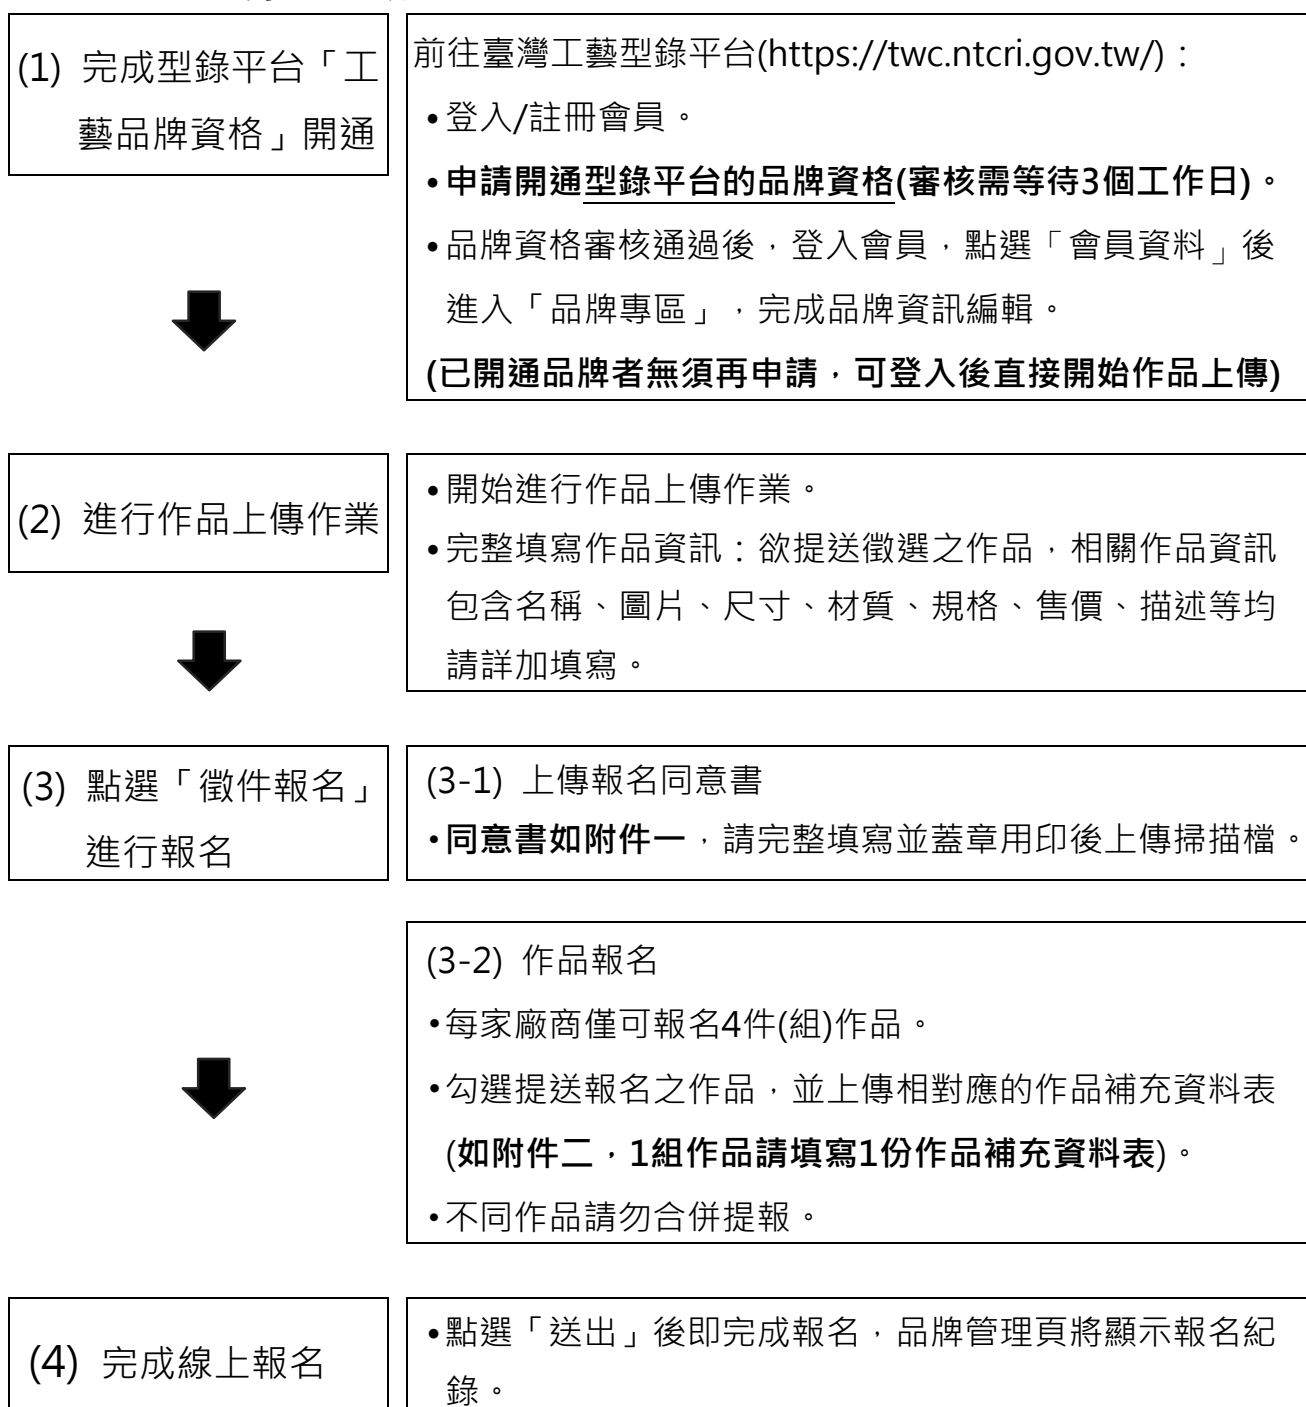 (1) 完成型錄平台「工
藝品牌資格」開通
前往臺灣工藝型錄平台(https://twc.ntcri.gov.tw/)：
•登入/註冊會員。
•申請開通型錄平台的品牌資格(審核需等待3個工作日)。
•品牌資格審核通過後，登入會員，點選「會員資料」後
進入「品牌專區」，完成品牌資訊編輯。
(已開通品牌者無須再申請，可登入後直接開始作品上傳)
(2) 進行作品上傳作業
•開始進行作品上傳作業。
•完整填寫作品資訊：欲提送徵選之作品，相關作品資訊
包含名稱、圖片、尺寸、材質、規格、售價、描述等均
請詳加填寫。
(3) 點選「徵件報名」
進行報名
(3-1) 上傳報名同意書
•同意書如附件一，請完整填寫並蓋章用印後上傳掃描檔。
(3-2) 作品報名
•每家廠商僅可報名4件(組)作品。
•勾選提送報名之作品，並上傳相對應的作品補充資料表
(如附件二，1組作品請填寫1份作品補充資料表)。
•不同作品請勿合併提報。
(4) 完成線上報名
•點選「送出」後即完成報名，品牌管理頁將顯示報名紀
錄。